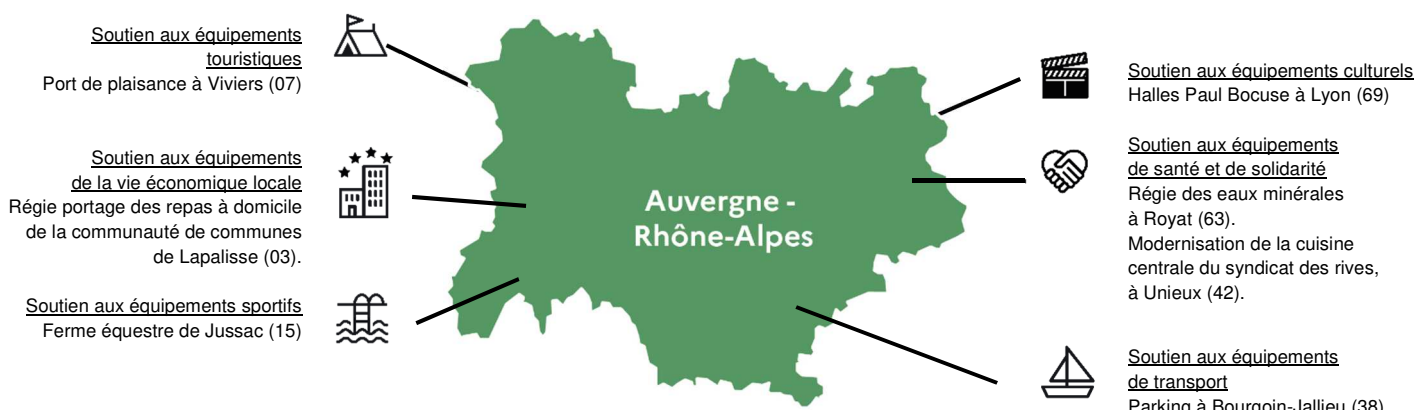 Soutien aux équipements
touristiques
Port de plaisance à Viviers (07)
Soutien aux équipements
de la vie économique locale
Régie portage des repas à domicile
de la communauté de communes
de Lapalisse (03).
Soutien aux équipements sportifs
Ferme équestre de Jussac (15)
Auvergne -
Rhône-Alpes
Soutien aux équipements culturels
Halles Paul Bocuse à Lyon (69)
Soutien aux équipements
de santé et de solidarité
Régie des eaux minérales
à Royat (63).
Modernisation de la cuisine
centrale du syndicat des rives,
à Unieux (42).
Soutien aux équipements
de transport
Parking à Bourgoin-Jallieu (38)